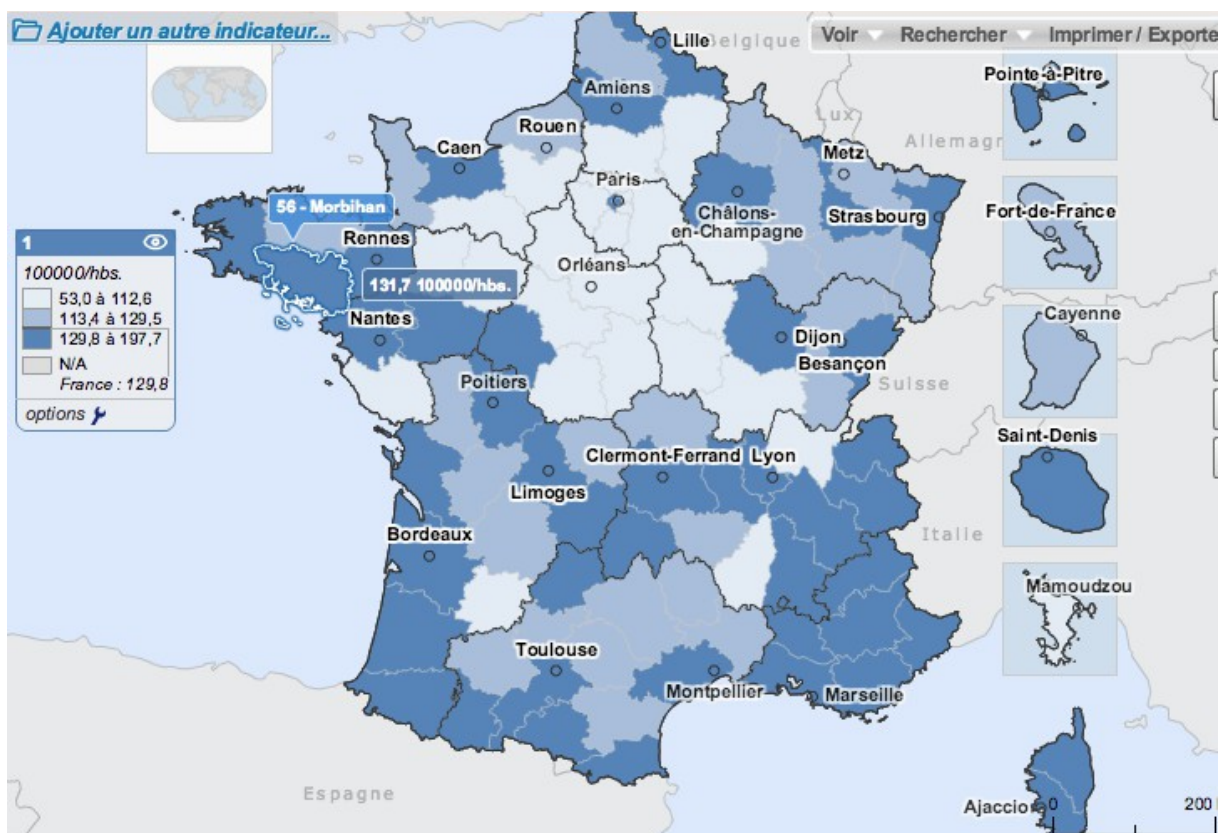 Ajouter un autre indicateur...
Voir
Rechercher
Imprimer / Exporte
Belgique
Lille
Pointe-à-Pitre
Amiens
Lux
Allemagn
Rouen
Caen
Metz
Paris
56 - Morbihan
Châlons-
en-Champagne
Strasbourg
Fort-de-France
Rennes
1
100000/hbs.
53,0 à 112,6
113,4 à 129,5
129,8 à 197,7
N/A
France : 129,8
options
Orléans
131,7 100000/hbs.
Nantes
Cayenne
Dijon
Besançon
Poitiers
Suisse
Saint-Denis
Clermont-Ferrand
Lyon
Limoges
Bordeaux
Italie
Mamoudzou
Toulouse
Montpellier
Marseille
Espagne
Ajaccio
0
200